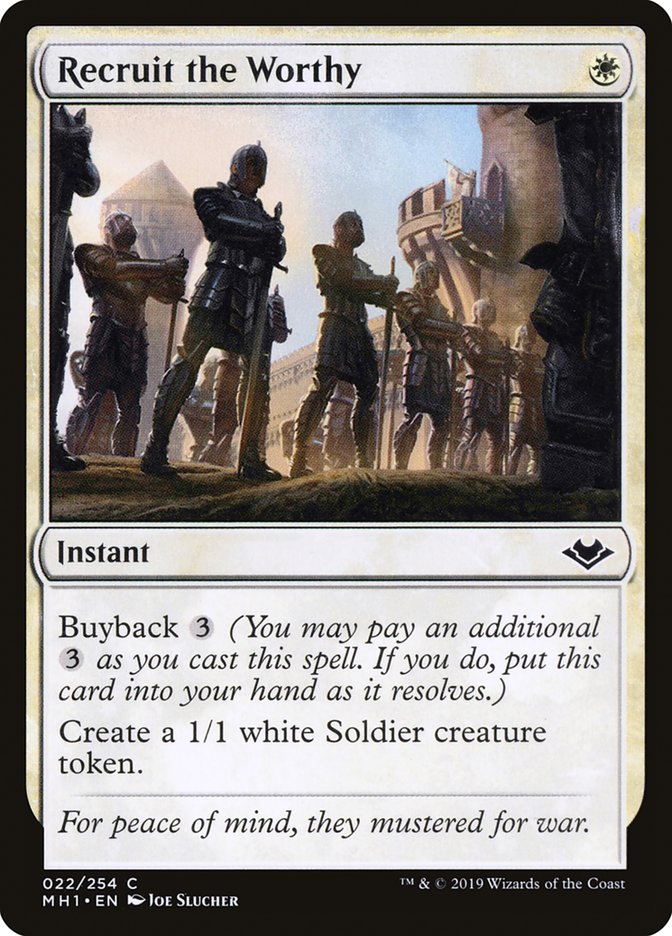 Recruit the Worthy
Instant
Buyback 3 (You may pay an additional
3 as you cast this spell. If you do, put this
card into your hand as it resolves.)
Create a 1/1 white Soldier creature
token.
For peace of mind, they mustered for war.
022/254 C
MH1•EN Joe Slucher
™ & © 2019 Wizards of the Coast